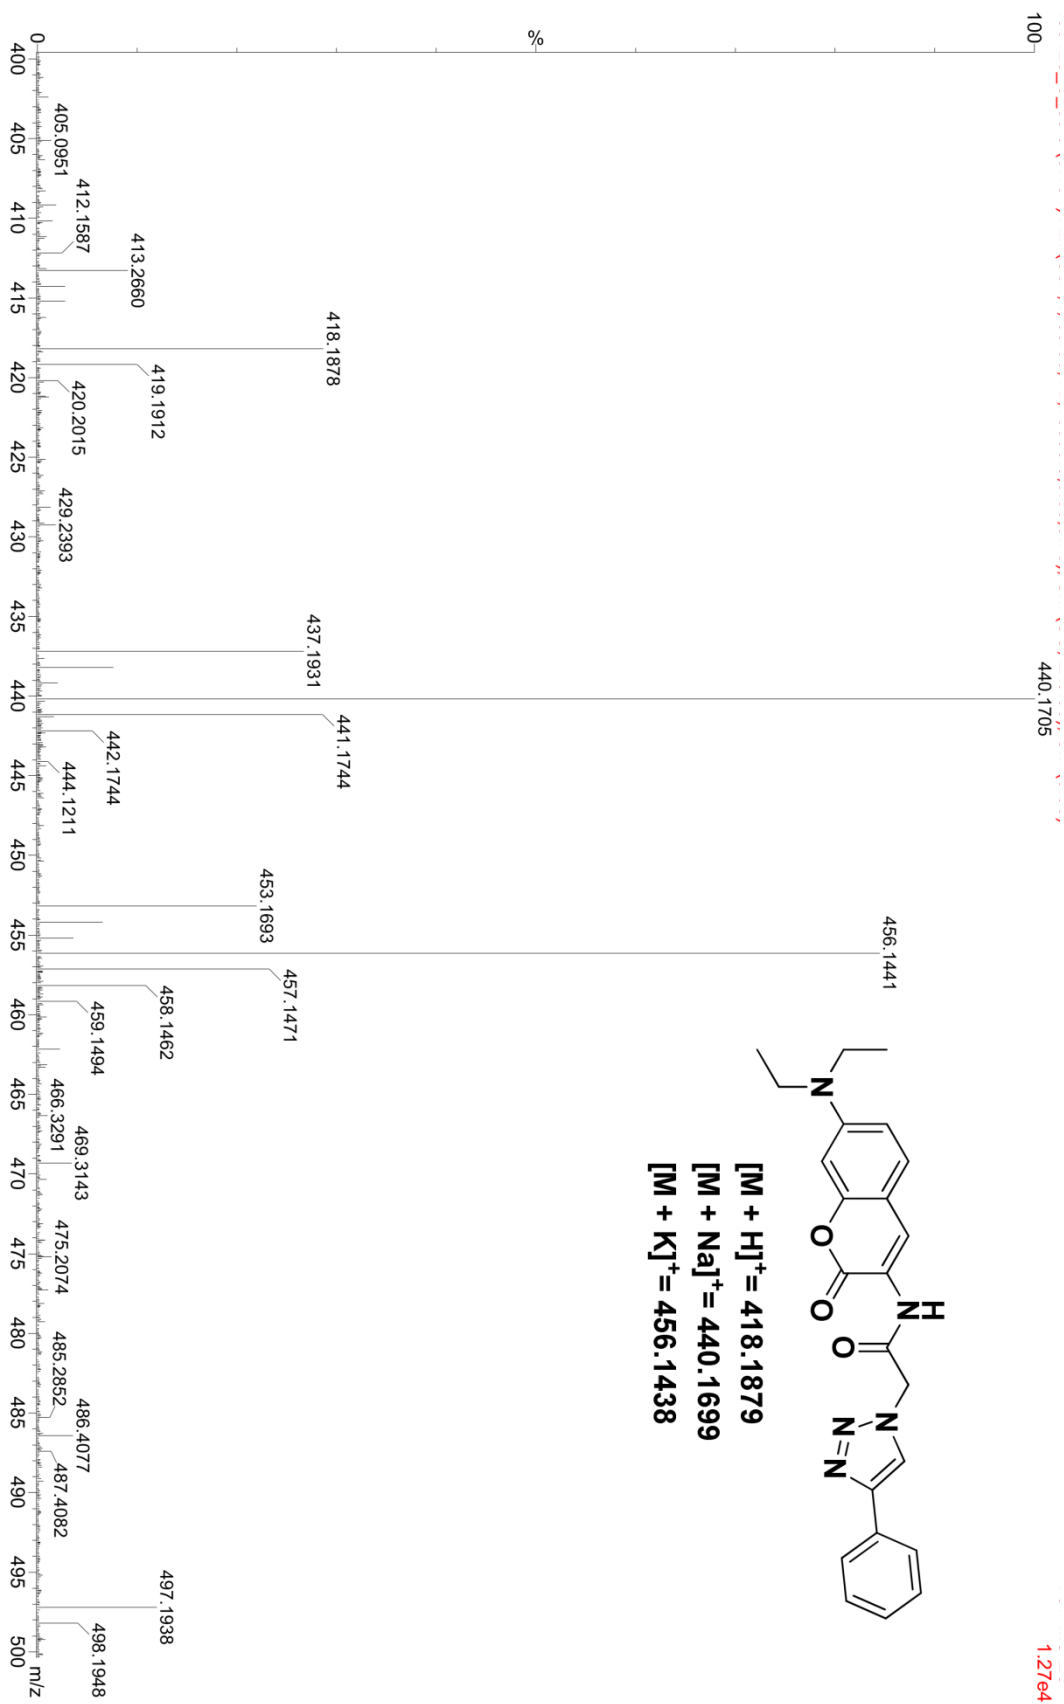 1.27e4
100
%
0
440.1705
456.1441
418.1878
441.1744
437.1931
457.1471
453.1693
419.1912
413.2660
458.1462
497.1938
412.1587
405.0951
420.2015
429.2393
442.1744
444.1211
459.1494
466.3291
469.3143
475.2074
485.2852
486.4077
487.4082
498.1948
N
O
O
N
H
O
N
N
N
[M + H]⁺= 418.1879
[M + Na]⁺= 440.1699
[M + K]⁺= 456.1438
400 405 410 415 420 425 430 435 440 445 450 455 460 465 470 475 480 485 490 495 500 m/z